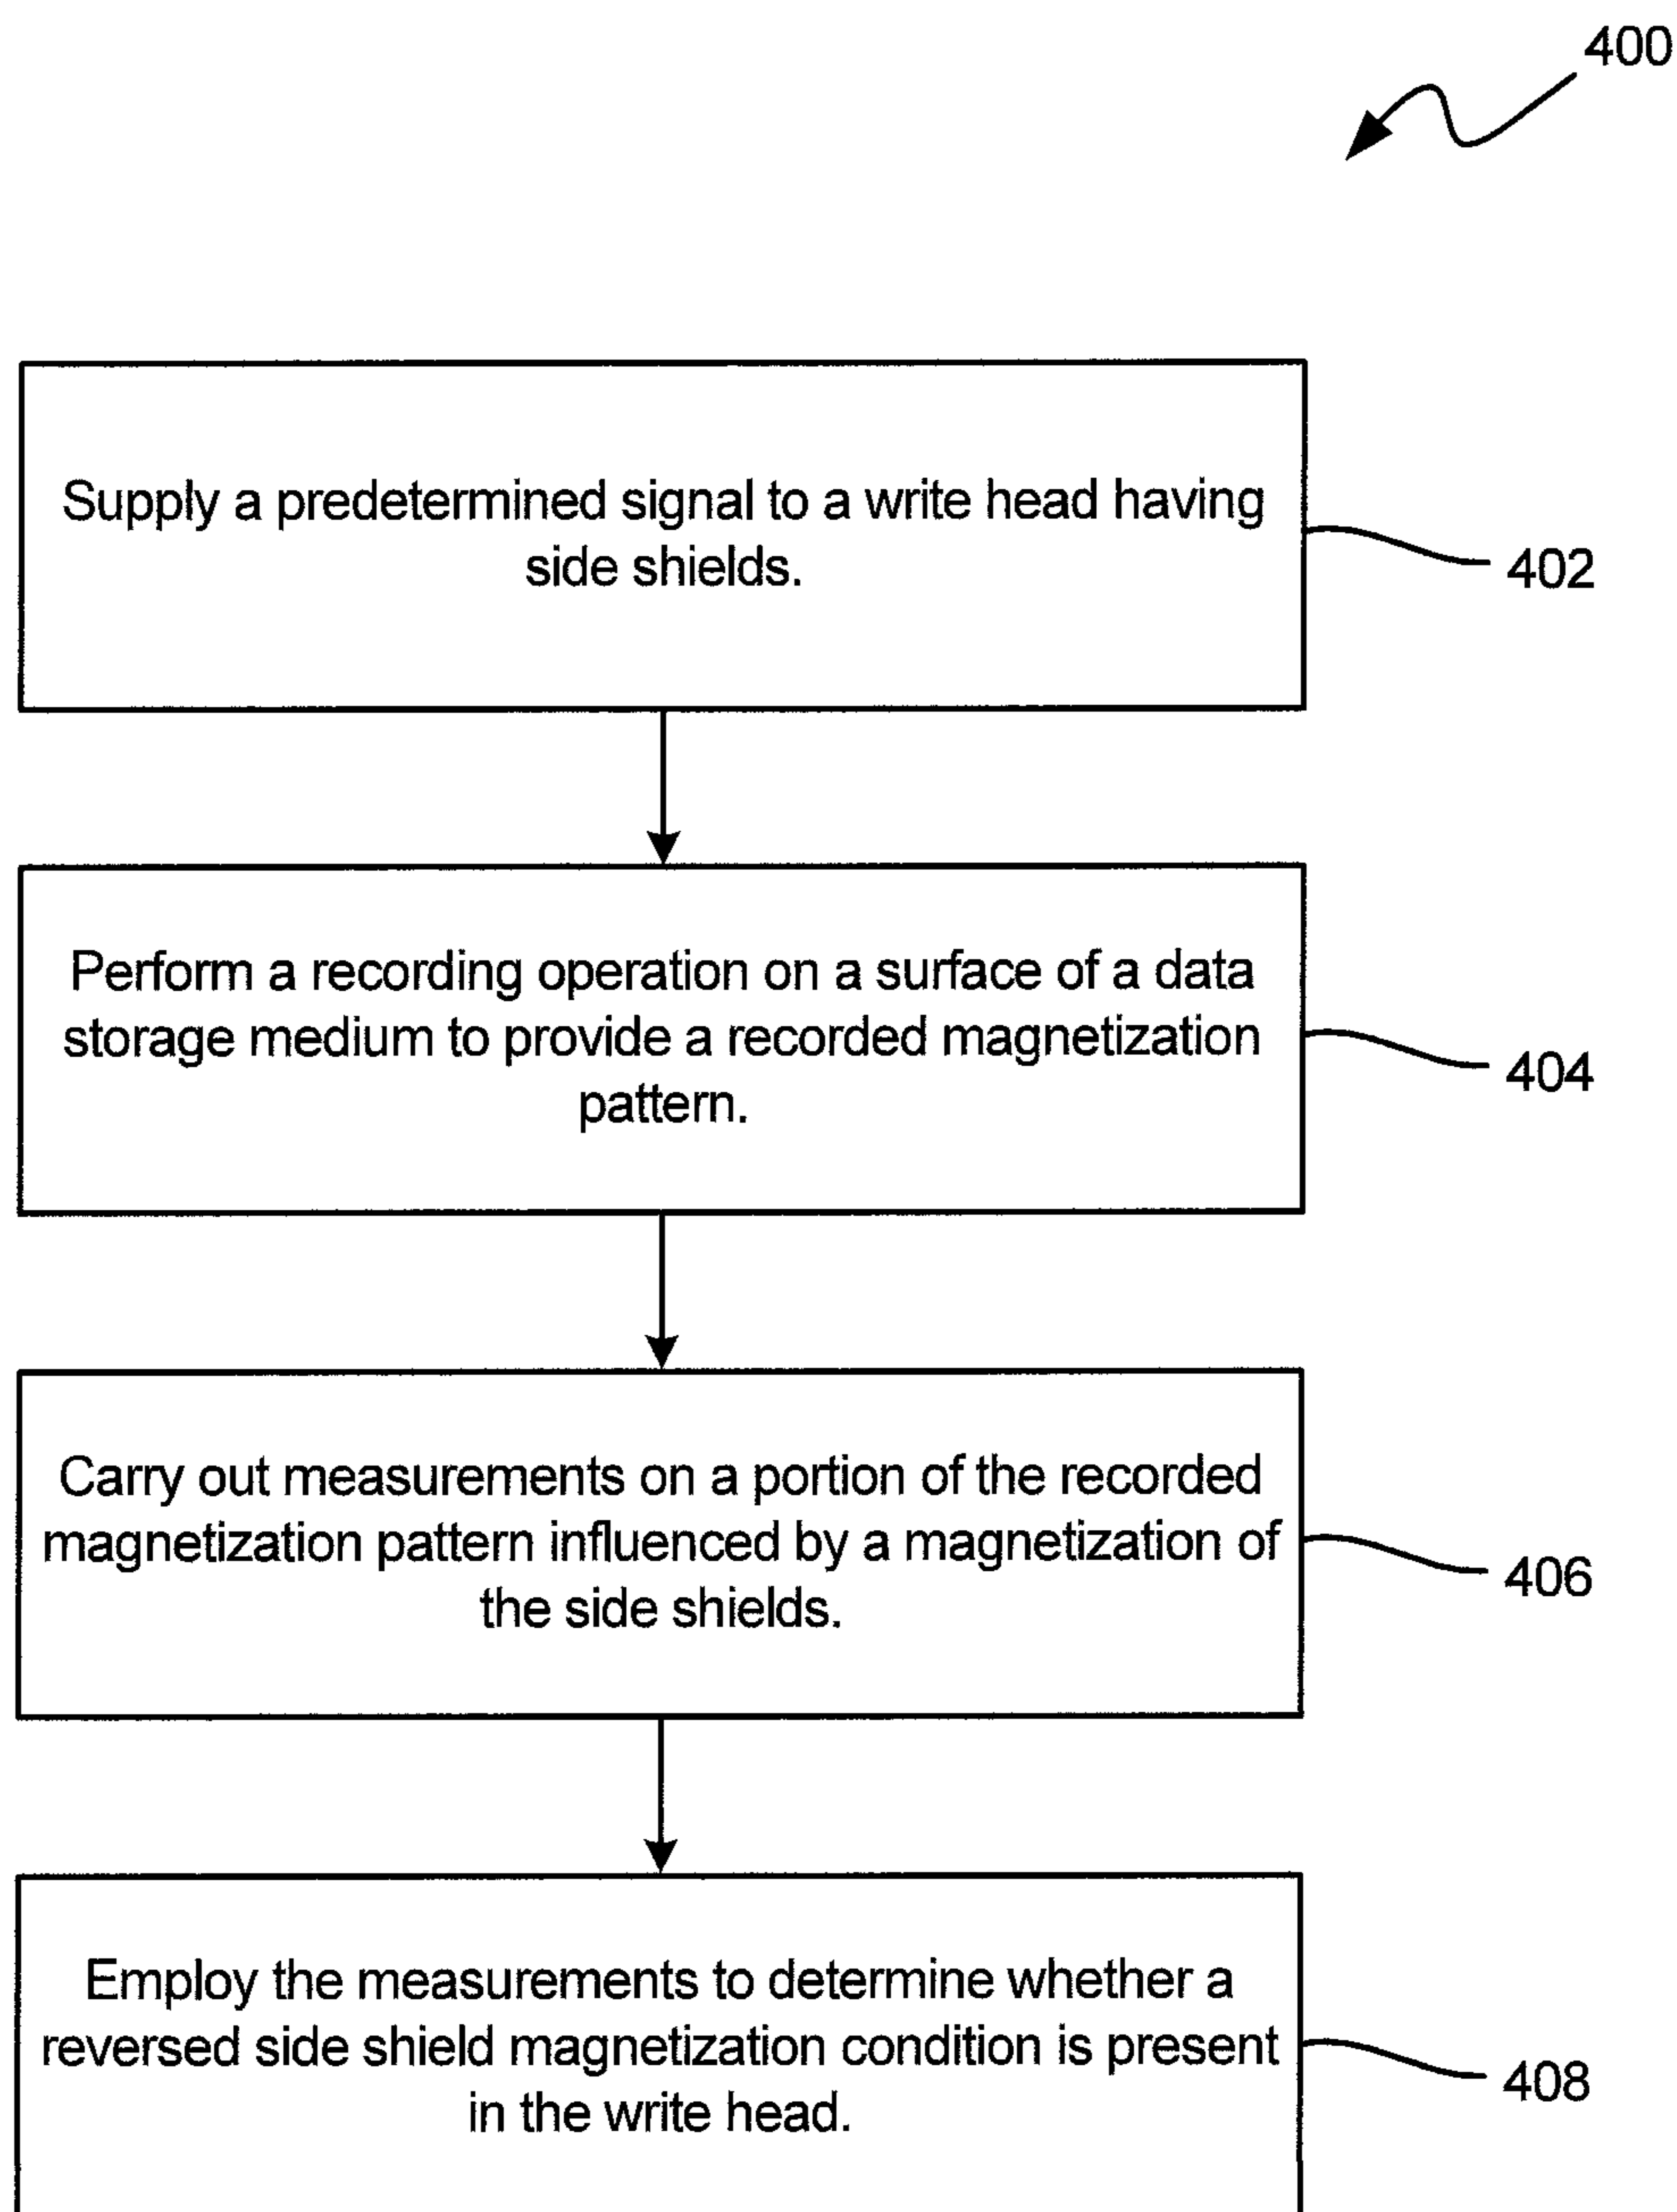 400
Supply a predetermined signal to a write head having
side shields.
402
Perform a recording operation on a surface of a data
storage medium to provide a recorded magnetization
pattern.
404
Carry out measurements on a portion of the recorded
magnetization pattern influenced by a magnetization of
the side shields.
406
Employ the measurements to determine whether a
reversed side shield magnetization condition is present
in the write head.
408